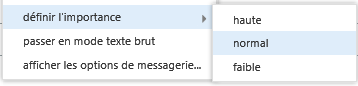 définir l'importance
passer en mode texte brut
afficher les options de messagerie...
haute
normal
faible